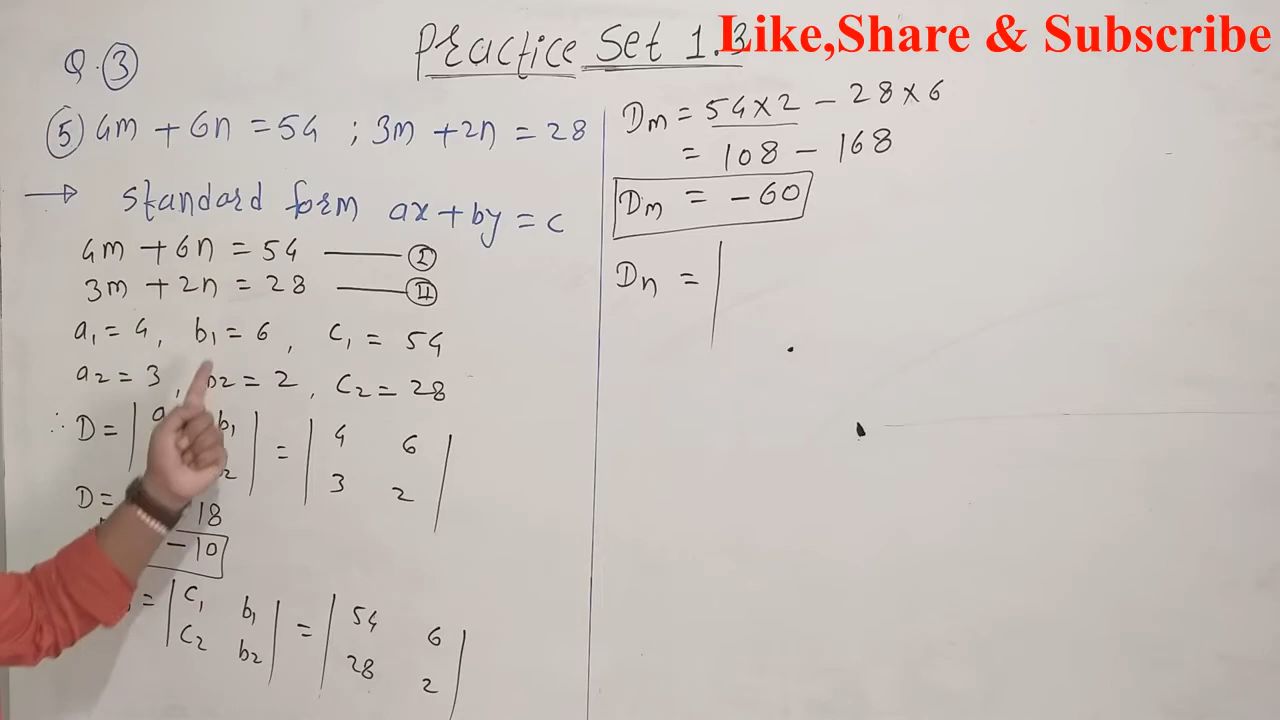 Practice Set 1.3
Like,Share & Subscribe
Q.3
5 4m + 6n = 54 ; 3m + 2n = 28
→ Standard form ax + by = c
4m + 6n = 54 —— I
3m + 2n = 28 —— II
a1 = 4, b1 = 6, c1 = 54
a2 = 3, b2 = 2, c2 = 28
∴ D = | a b1 | = | 4 6 |
2 | 3 2 |
D = 18
-10
= | c1 b1 | = | 54 6 |
| c2 b2 | | 28 2 |
Dm = 54 × 2 - 28 × 6
= 108 - 168
Dm = -60
Dn = |